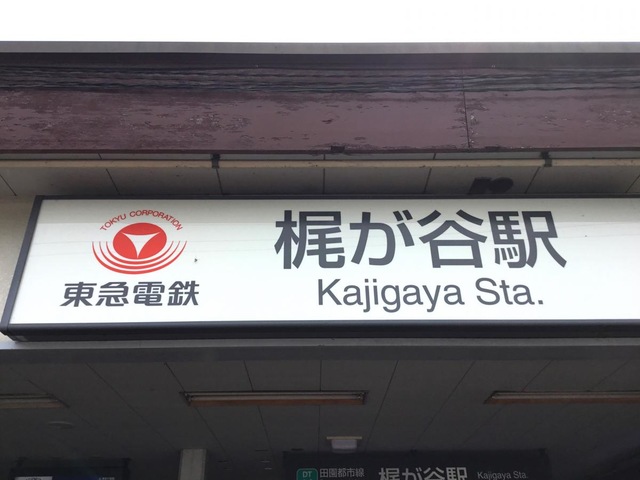 TOKYU CORPORATION
東急電鉄
梶が谷駅
Kajigaya Sta.
DT 田園都市線 梶が谷駅 Kajigaya Sta.